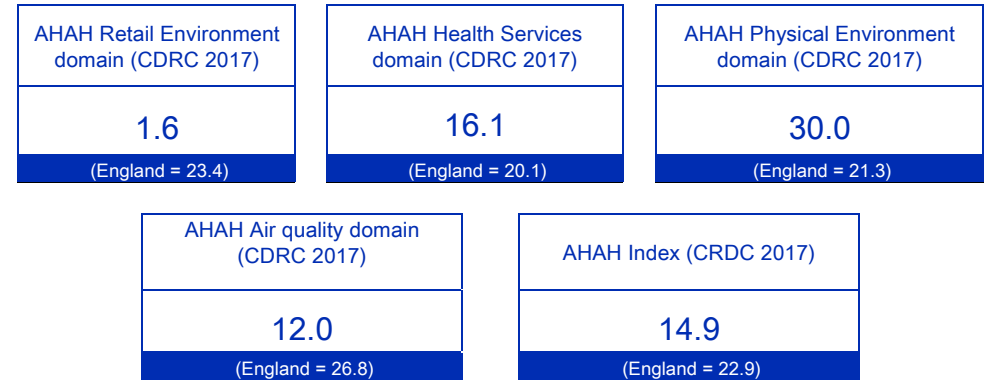 AHAH Retail Environment
domain (CDRC 2017)
1.6
(England = 23.4)
AHAH Health Services
domain (CDRC 2017)
16.1
(England = 20.1)
AHAH Physical Environment
domain (CDRC 2017)
30.0
(England = 21.3)
AHAH Air quality domain
(CDRC 2017)
12.0
(England = 26.8)
AHAH Index (CRDC 2017)
14.9
(England = 22.9)